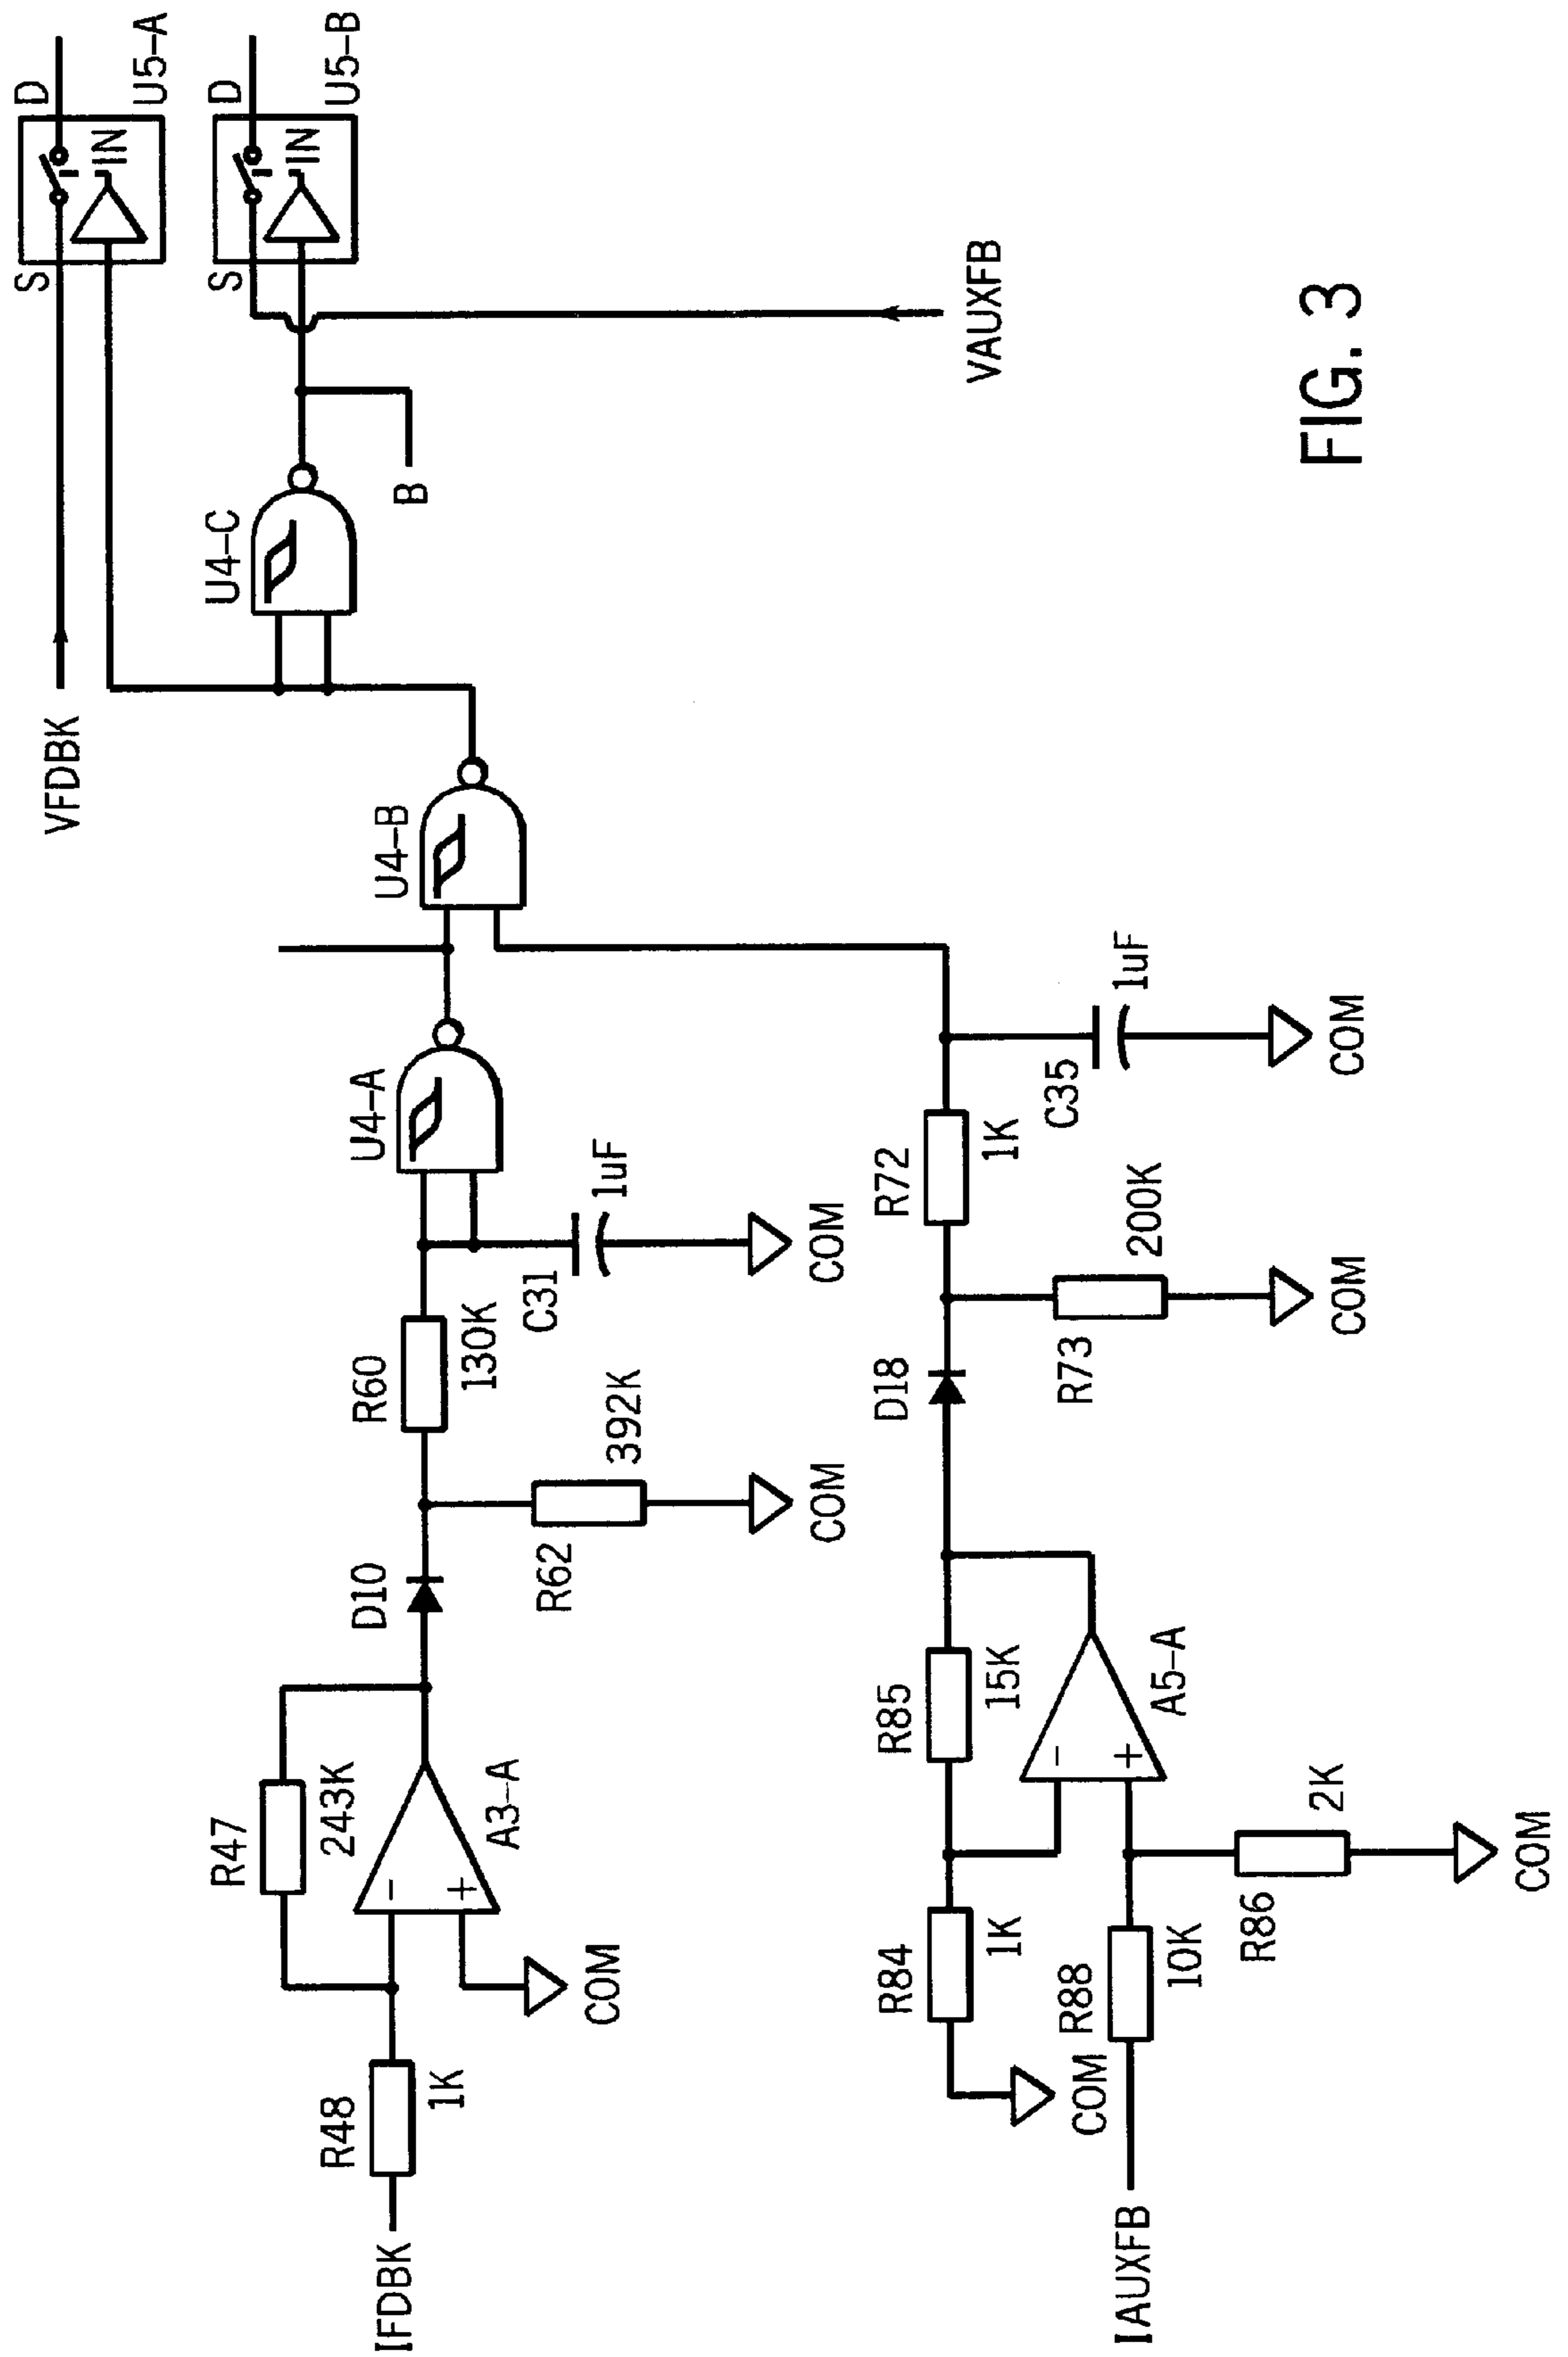 VFDBK
S
D
IN
U5-A
S
D
IN
U5-B
U4-C
B
VAUXFB
U4-B
U4-A
IFDBK
R48
1K
R47
243K
-
+
A3-A
COM
D10
R62
392K
COM
R60
130K
C31
1uF
COM
IAUXFB
R88
10K
R86
2K
COM
R84
1K
COM
R85
15K
-
+
A5-A
D18
R73
200K
COM
R72
1K
C35
1uF
COM
FIG. 3